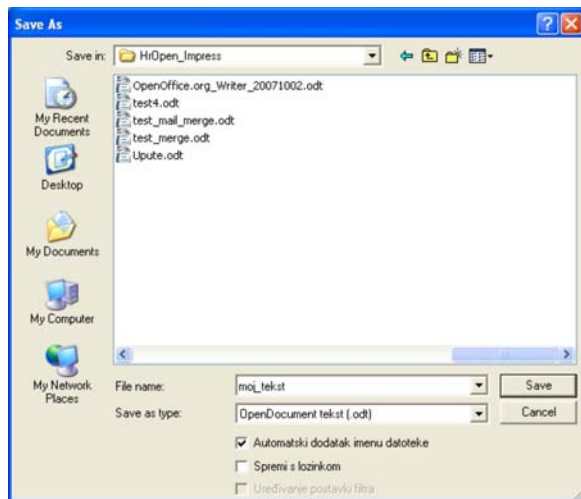 Save As
Save in: HrOpen_Impress
OpenOffice.org_Writer_20071002.odt
test4.odt
test_mail_merge.odt
test_merge.odt
Upute.odt
My Recent
Documents
Desktop
My Documents
My Computer
My Network
Places
File name: moj_tekst Save
Save as type: OpenDocument tekst (.odt) Cancel
Automatski dodatak imenu datoteke
Spremi s lozinkom
Uređivanje postavki filtra